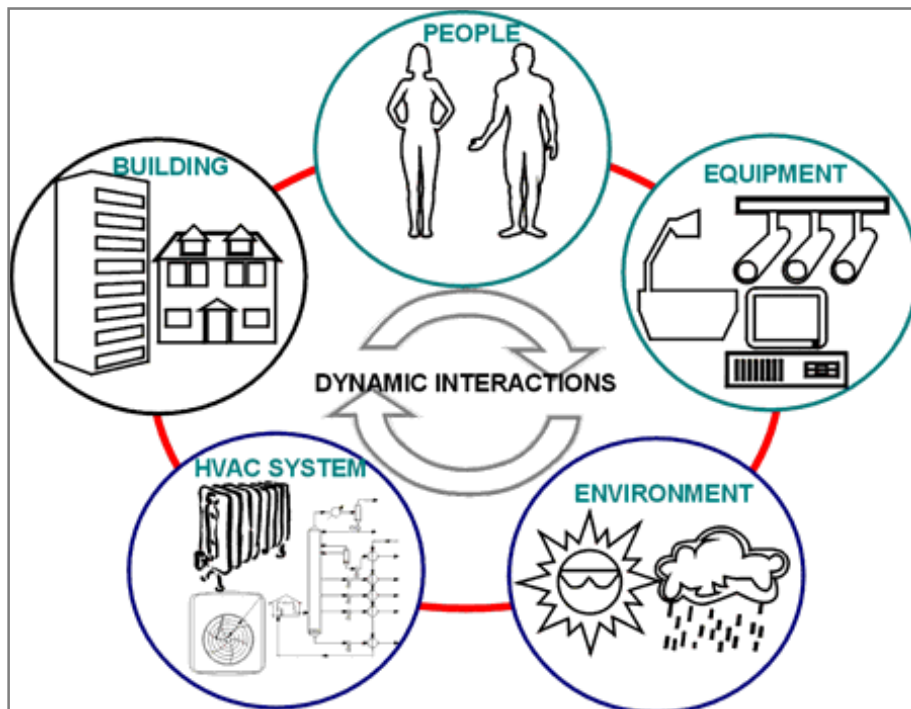 PEOPLE
BUILDING
EQUIPMENT
DYNAMIC INTERACTIONS
HVAC SYSTEM
ENVIRONMENT